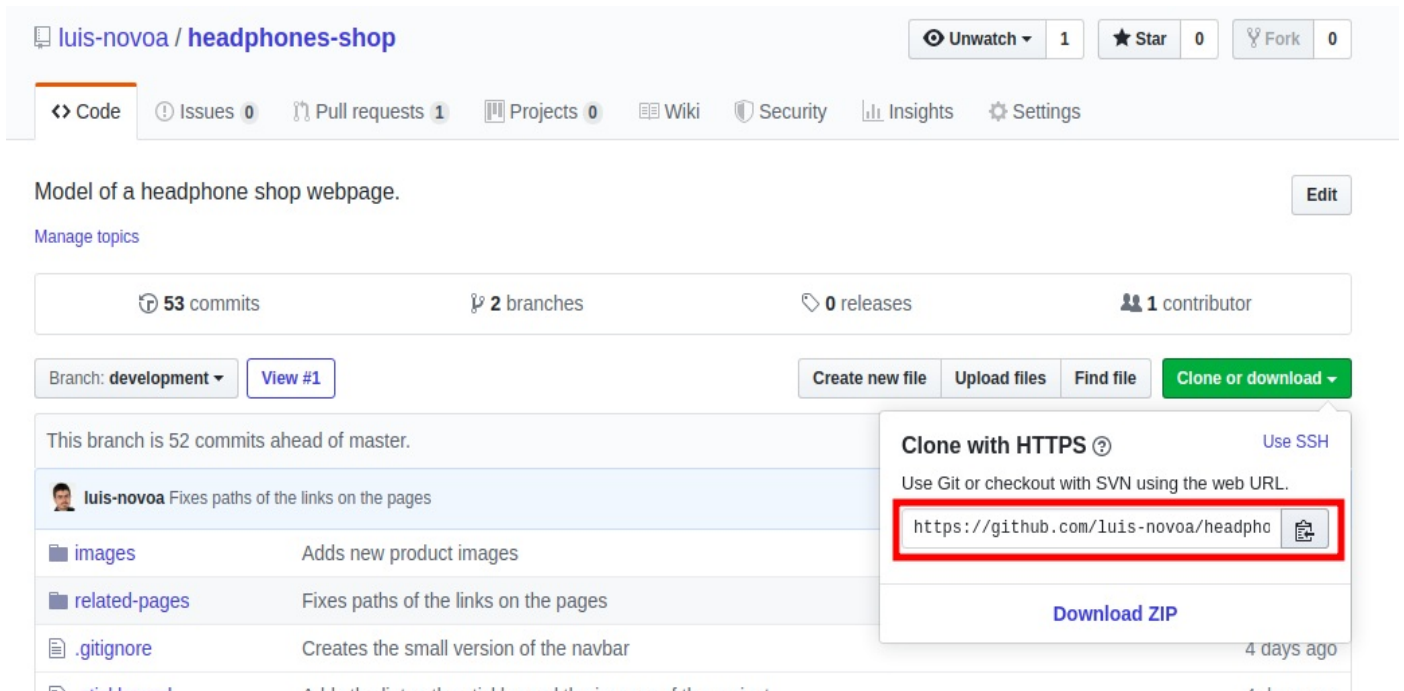 luis-novoa / headphones-shop
Unwatch 1 Star 0 Fork 0
Code Issues 0 Pull requests 1 Projects 0 Wiki Security Insights Settings
Model of a headphone shop webpage.
Edit
Manage topics
53 commits 2 branches 0 releases 1 contributor
Branch: development View #1 Create new file Upload files Find file Clone or download
This branch is 52 commits ahead of master.
luis-novoa Fixes paths of the links on the pages
Clone with HTTPS Use SSH
Use Git or checkout with SVN using the web URL.
https://github.com/luis-novoa/headpho
Download ZIP
images Adds new product images
related-pages Fixes paths of the links on the pages
.gitignore Creates the small version of the navbar 4 days ago